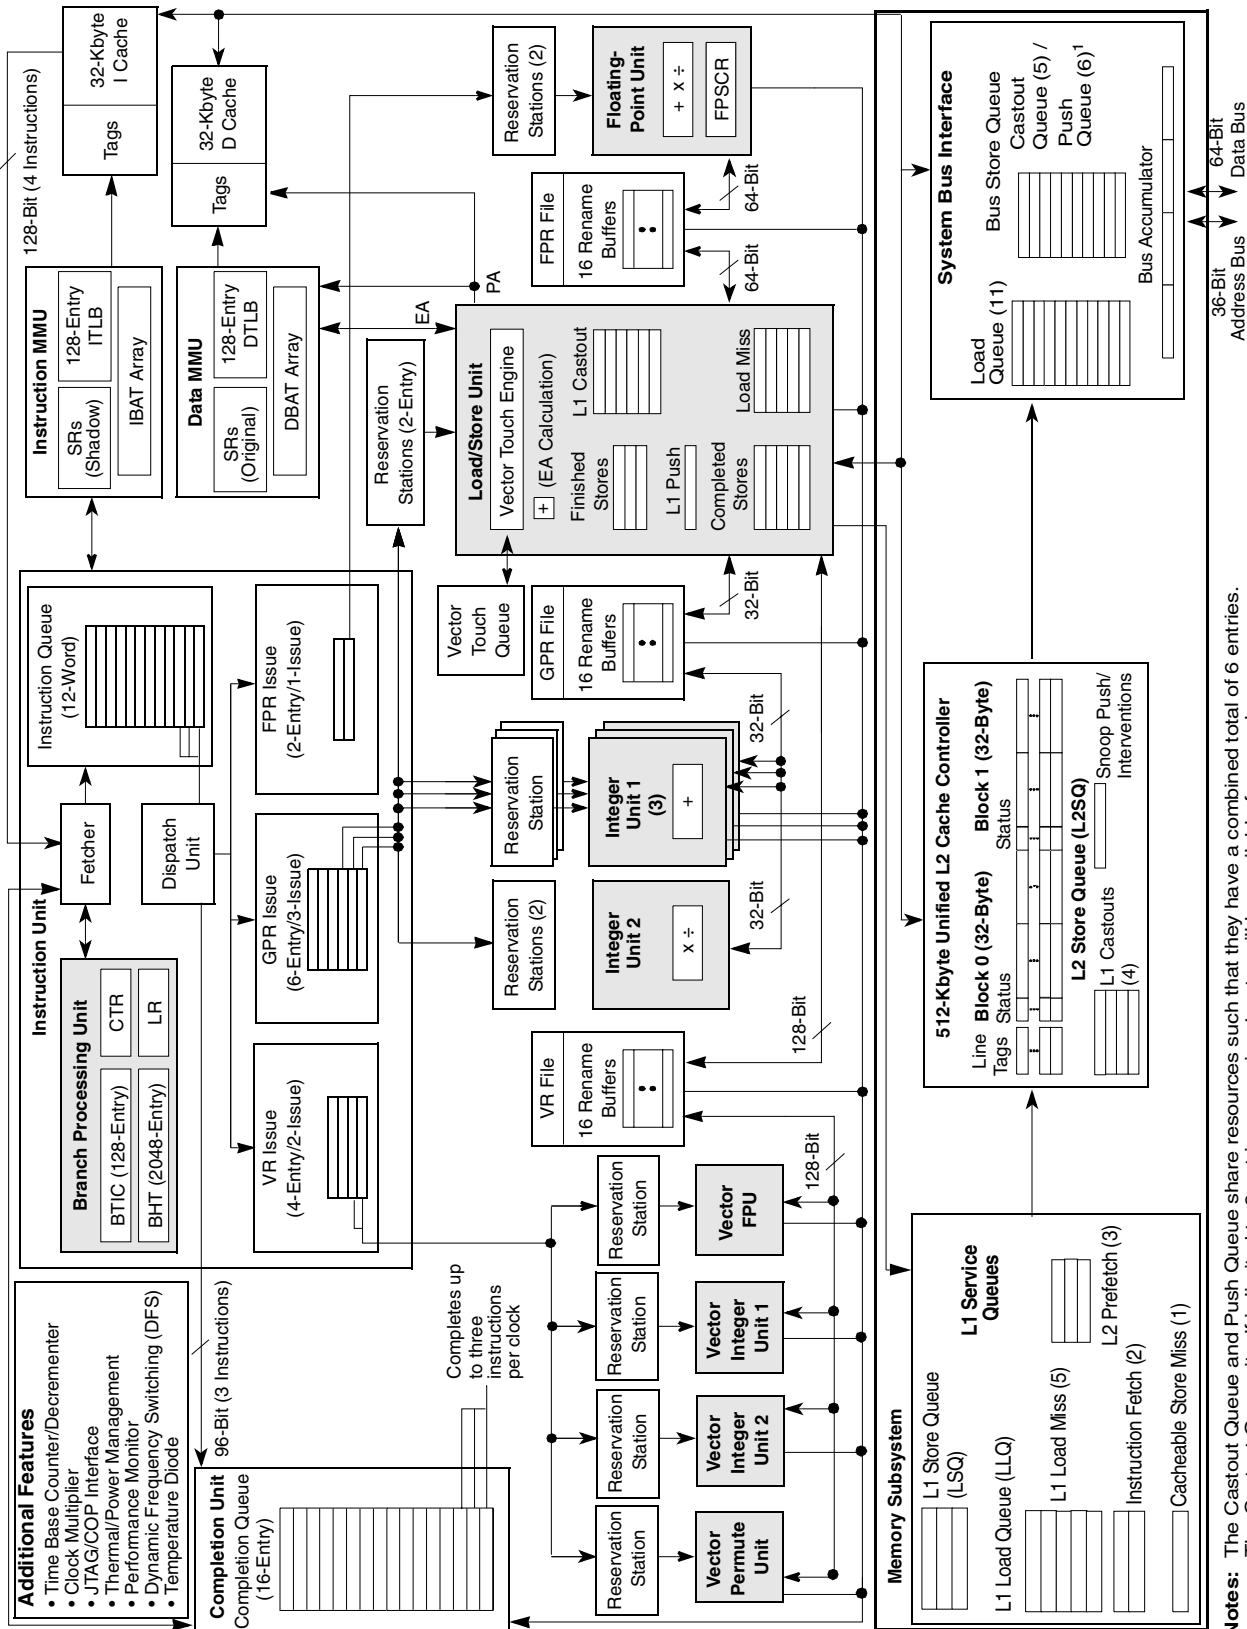 Additional Features
• Time Base Counter/Decrementer
• Clock Multiplier
• JTAG/COP Interface
• Thermal/Power Management
• Performance Monitor
• Dynamic Frequency Switching (DFS)
• Temperature Diode
Instruction Unit
Branch Processing Unit
BTIC (128-Entry)
CTR
BHT (2048-Entry)
LR
Fetcher
Dispatch
Unit
Instruction Queue
(12-Word)
VR Issue
(4-Entry/2-Issue)
GPR Issue
(6-Entry/3-Issue)
FPR Issue
(2-Entry/1-Issue)
96-Bit (3 Instructions)
128-Bit (4 Instructions)
Instruction MMU
SRs
(Shadow)
128-Entry
ITLB
IBAT Array
Data MMU
SRs
(Original)
128-Entry
DTLB
DBAT Array
Tags
32-Kbyte
I Cache
Tags
32-Kbyte
D Cache
EA
PA
Completion Unit
Completion Queue
(16-Entry)
Completes up
to three
instructions
per clock
Reservation
Station
Vector
Permute
Unit
Reservation
Station
Vector
Integer
Unit 2
Reservation
Station
Vector
Integer
Unit 1
Reservation
Station
Vector
FPU
128-Bit
VR File
16 Rename
Buffers
128-Bit
Reservation
Stations (2)
Integer
Unit 2
x ÷
32-Bit
Reservation
Station
Integer
Unit 1
(3)
+
32-Bit
GPR File
16 Rename
Buffers
32-Bit
Vector
Touch
Queue
Reservation
Stations (2-Entry)
Load/Store Unit
Vector Touch Engine
+ (EA Calculation)
Finished
Stores
L1 Castout
L1 Push
Completed
Stores
Load Miss
FPR File
16 Rename
Buffers
64-Bit
64-Bit
Reservation
Stations (2)
Floating-
Point Unit
+ x ÷
FPSCR
Memory Subsystem
L1 Store Queue
(LSQ)
L1 Service
Queues
L1 Load Queue (LLQ)
L1 Load Miss (5)
L2 Prefetch (3)
Instruction Fetch (2)
Cacheable Store Miss (1)
512-Kbyte Unified L2 Cache Controller
Line
Tags
Block 0 (32-Byte)
Status
Block 1 (32-Byte)
Status
L2 Store Queue (L2SQ)
L1 Castouts
(4)
Snoop Push/
Interventions
System Bus Interface
Load
Queue (11)
Bus Store Queue
Castout
Queue (5) /
Push
Queue (6)1
Bus Accumulator
36-Bit
Address Bus
64-Bit
Data Bus
Notes: The Castout Queue and Push Queue share resources such that they have a combined total of 6 entries.